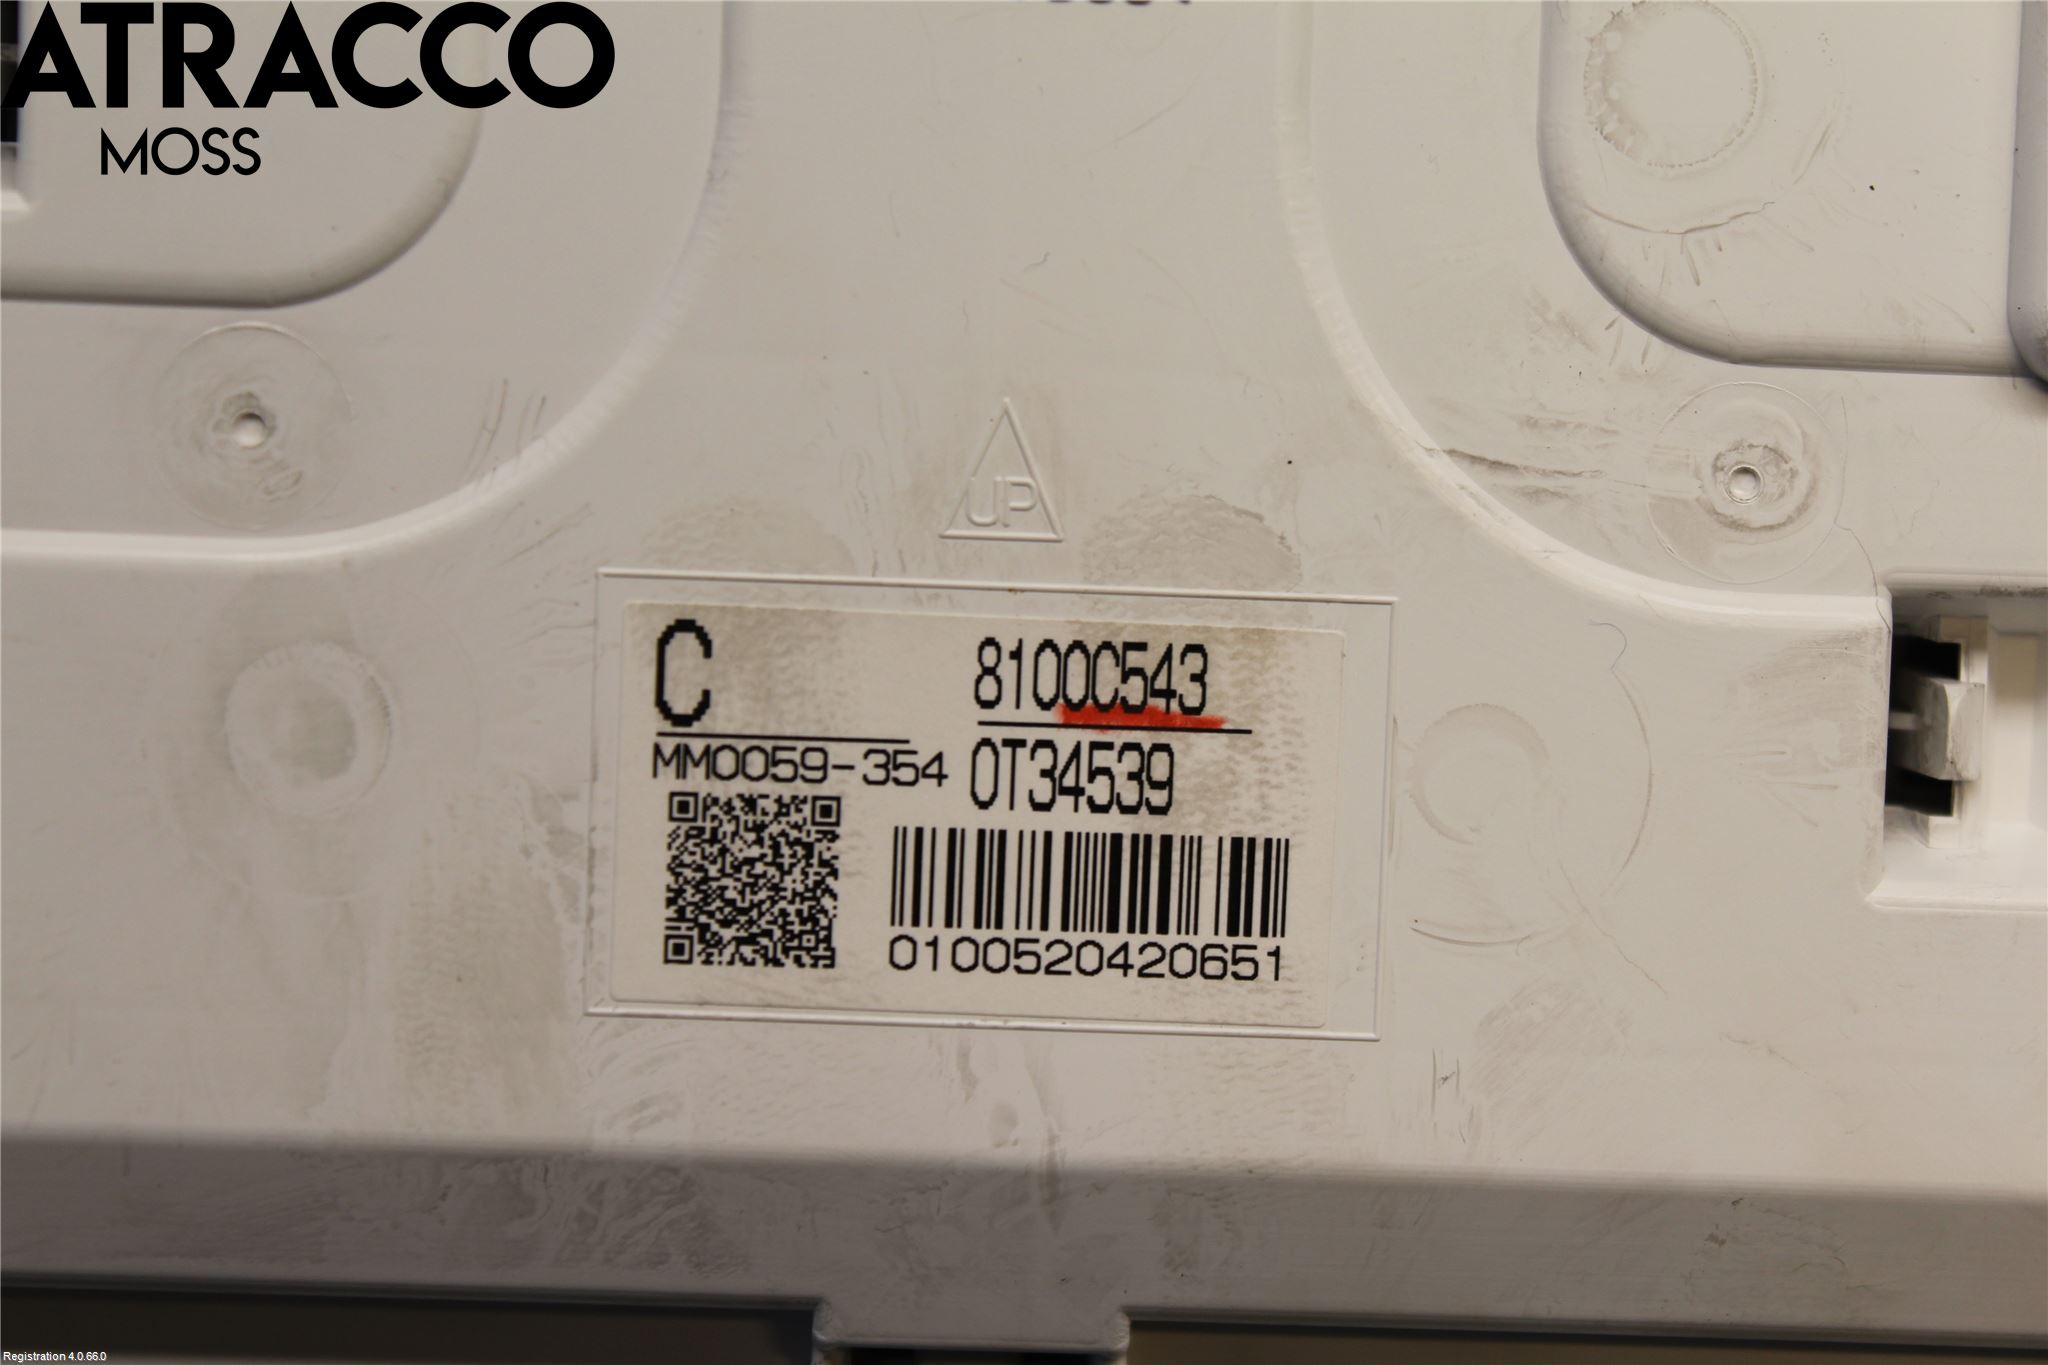 ATRACCO
MOSS
UP
C
8100C543
MM0059-354
0T34539
0100520420651
Registration 4.0.66.0